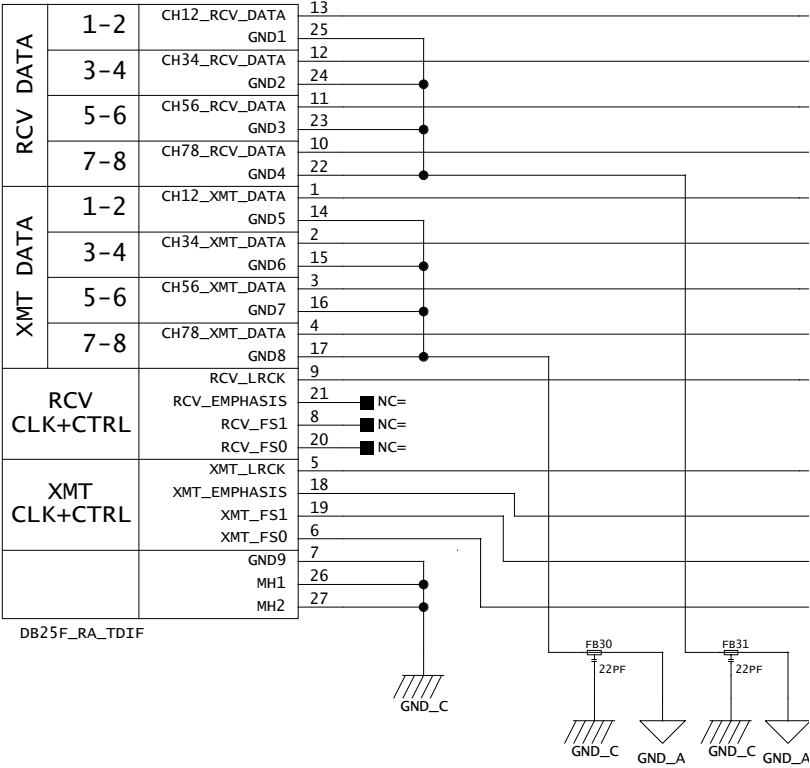 RCV DATA
1-2 CH12_RCV_DATA 13
GND1 25
3-4 CH34_RCV_DATA 12
GND2 24
5-6 CH56_RCV_DATA 11
GND3 23
7-8 CH78_RCV_DATA 10
GND4 22
XMT DATA
1-2 CH12_XMT_DATA 1
GND5 14
3-4 CH34_XMT_DATA 2
GND6 15
5-6 CH56_XMT_DATA 3
GND7 16
7-8 CH78_XMT_DATA 4
GND8 17
RCV
CLK+CTRL
RCV_LRCK 9
RCV_EMPHASIS 21 NC=
RCV_FS1 8 NC=
RCV_FS0 20 NC=
XMT
CLK+CTRL
XMT_LRCK 5
XMT_EMPHASIS 18
XMT_FS1 19
XMT_FS0 6
GND9 7
MH1 26
MH2 27
DB25F_RA_TDIF
FB30 FB31
22PF 22PF
GND_C
GND_C GND_A GND_C GND_A